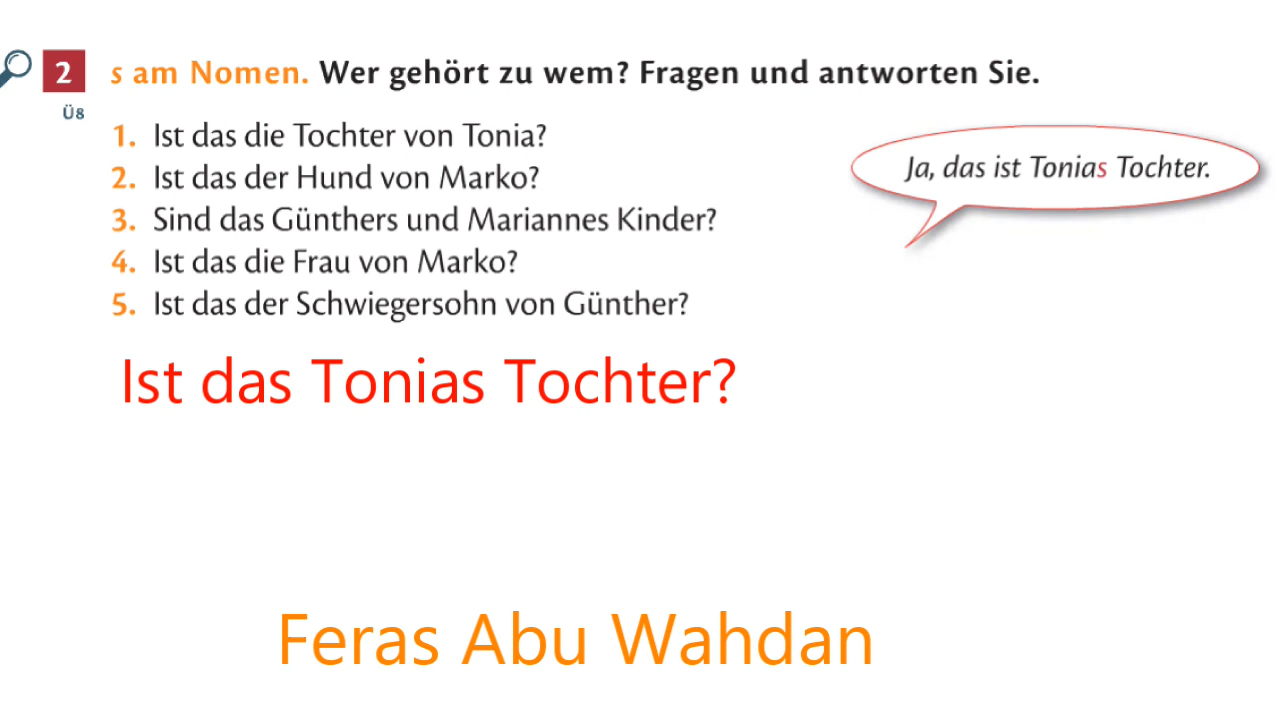 2 s am Nomen. Wer gehört zu wem? Fragen und antworten Sie.
Ü8
1. Ist das die Tochter von Tonia?
2. Ist das der Hund von Marko?
3. Sind das Günthers und Mariannes Kinder?
4. Ist das die Frau von Marko?
5. Ist das der Schwiegersohn von Günther?
Ja, das ist Tonias Tochter.
Ist das Tonias Tochter?
Feras Abu Wahdan